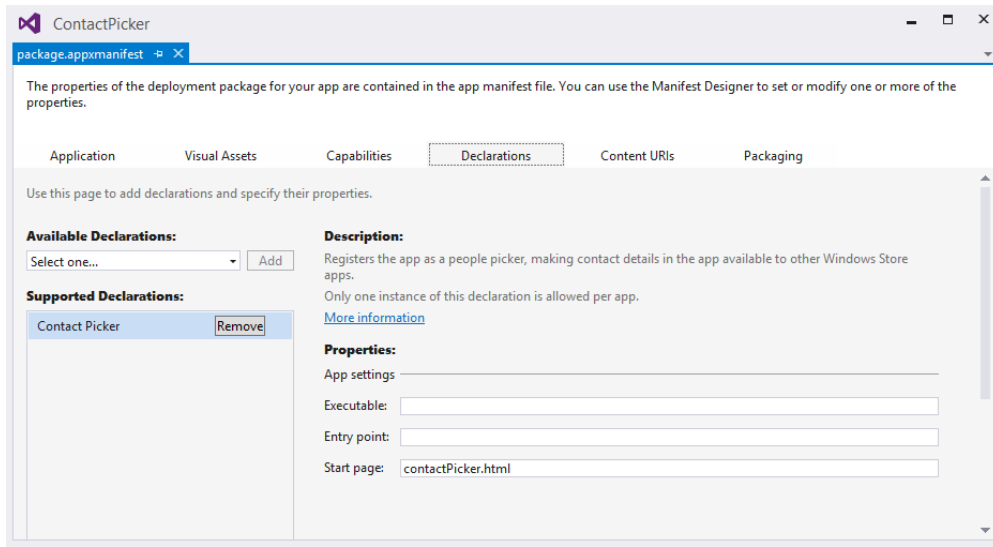 ContactPicker
package.appxmanifest
The properties of the deployment package for your app are contained in the app manifest file. You can use the Manifest Designer to set or modify one or more of the
properties.
Application Visual Assets Capabilities Declarations Content URIs Packaging
Use this page to add declarations and specify their properties.
Available Declarations:
Select one... Add
Supported Declarations:
Contact Picker Remove
Description:
Registers the app as a people picker, making contact details in the app available to other Windows Store
apps.
Only one instance of this declaration is allowed per app.
More information
Properties:
App settings
Executable:
Entry point:
Start page: contactPicker.html